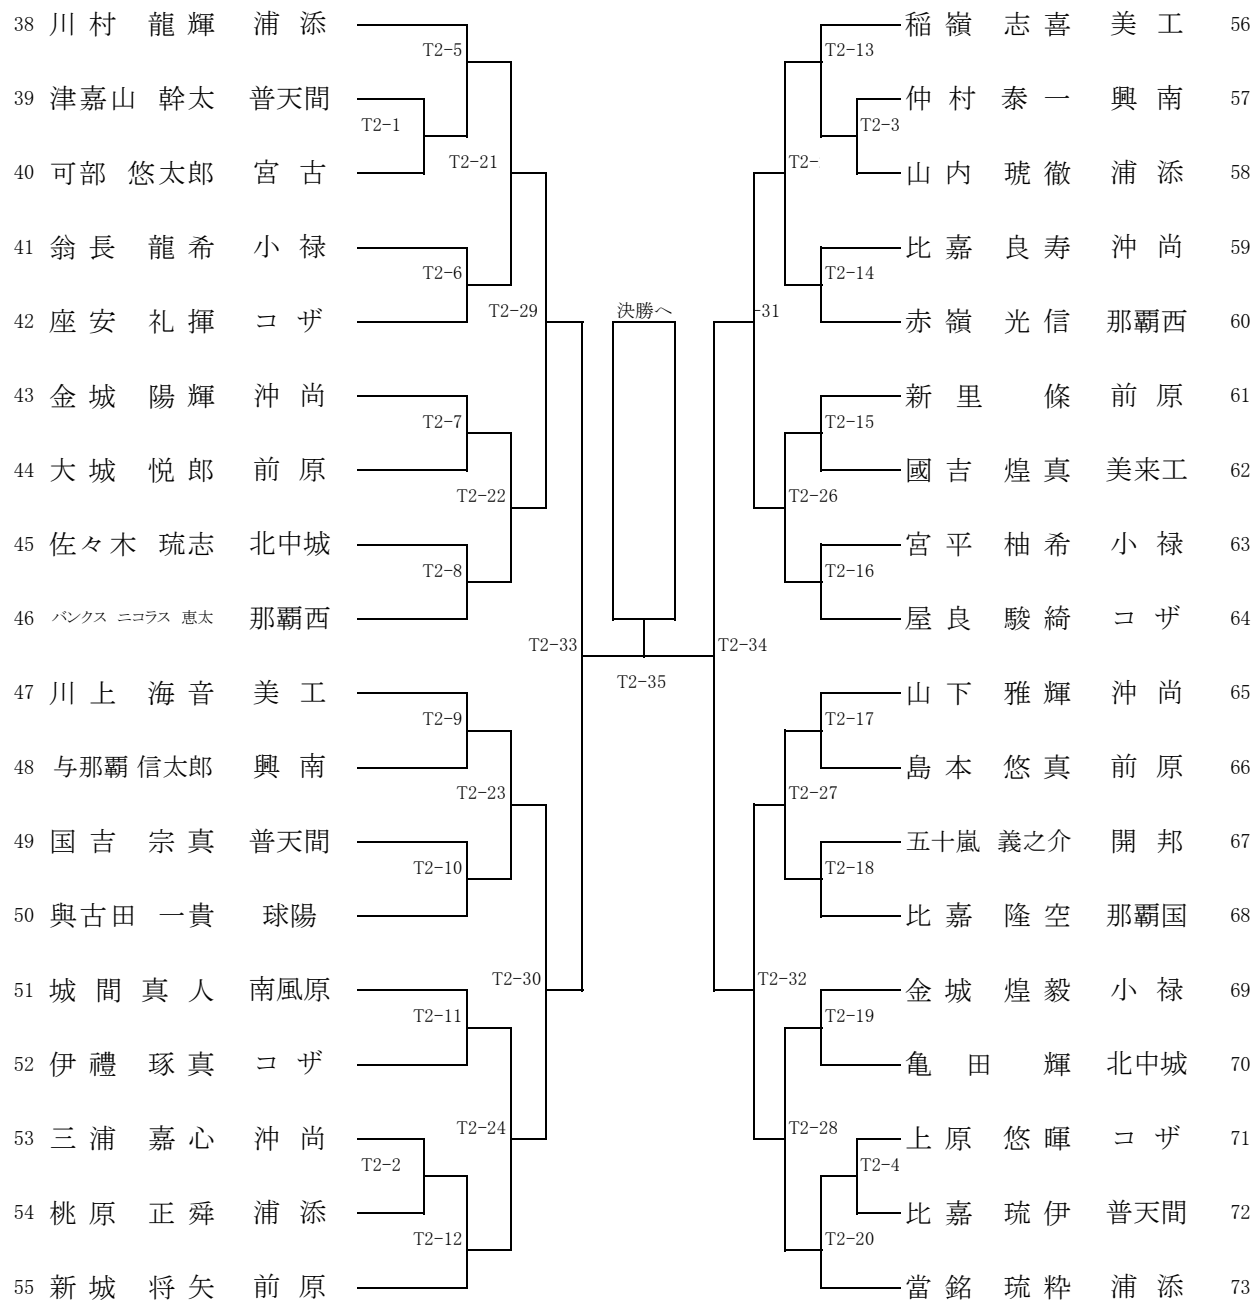 38 川村 龍輝 浦添 稲嶺 志喜 美工 56
T2-5 T2-13
39 津嘉山 幹太 普天間 仲村 泰一 興南 57
T2-1 T2-3
40 可部 悠太郎 宮古 T2-21 T2- 山内 琥徹 浦添 58
41 翁長 龍希 小禄 比嘉 良寿 沖尚 59
T2-6 T2-14
42 座安 礼揮 コザ T2-29 決勝へ -31 赤嶺 光信 那覇西 60
43 金城 陽輝 沖尚 新里 條 前原 61
T2-7 T2-15
44 大城 悦郎 前原 國吉 煌真 美来工 62
T2-22 T2-26
45 佐々木 琉志 北中城 宮平 柚希 小禄 63
T2-8 T2-16
46 バンクス ニコラス 恵太 那覇西 屋良 駿綺 コザ 64
T2-33 T2-34
T2-35
47 川上 海音 美工 山下 雅輝 沖尚 65
T2-9 T2-17
48 与那覇 信太郎 興南 島本 悠真 前原 66
T2-23 T2-27
49 国吉 宗真 普天間 五十嵐 義之介 開邦 67
T2-10 T2-18
50 與古田 一貴 球陽 比嘉 隆空 那覇国 68
T2-30 T2-32
51 城間 真人 南風原 金城 煌毅 小禄 69
T2-11 T2-19
52 伊禮 琢真 コザ 亀田 輝 北中城 70
T2-24 T2-28
53 三浦 嘉心 沖尚 上原 悠暉 コザ 71
T2-2 T2-4
54 桃原 正舜 浦添 比嘉 琉伊 普天間 72
T2-12 T2-20
55 新城 将矢 前原 當銘 琉粋 浦添 73